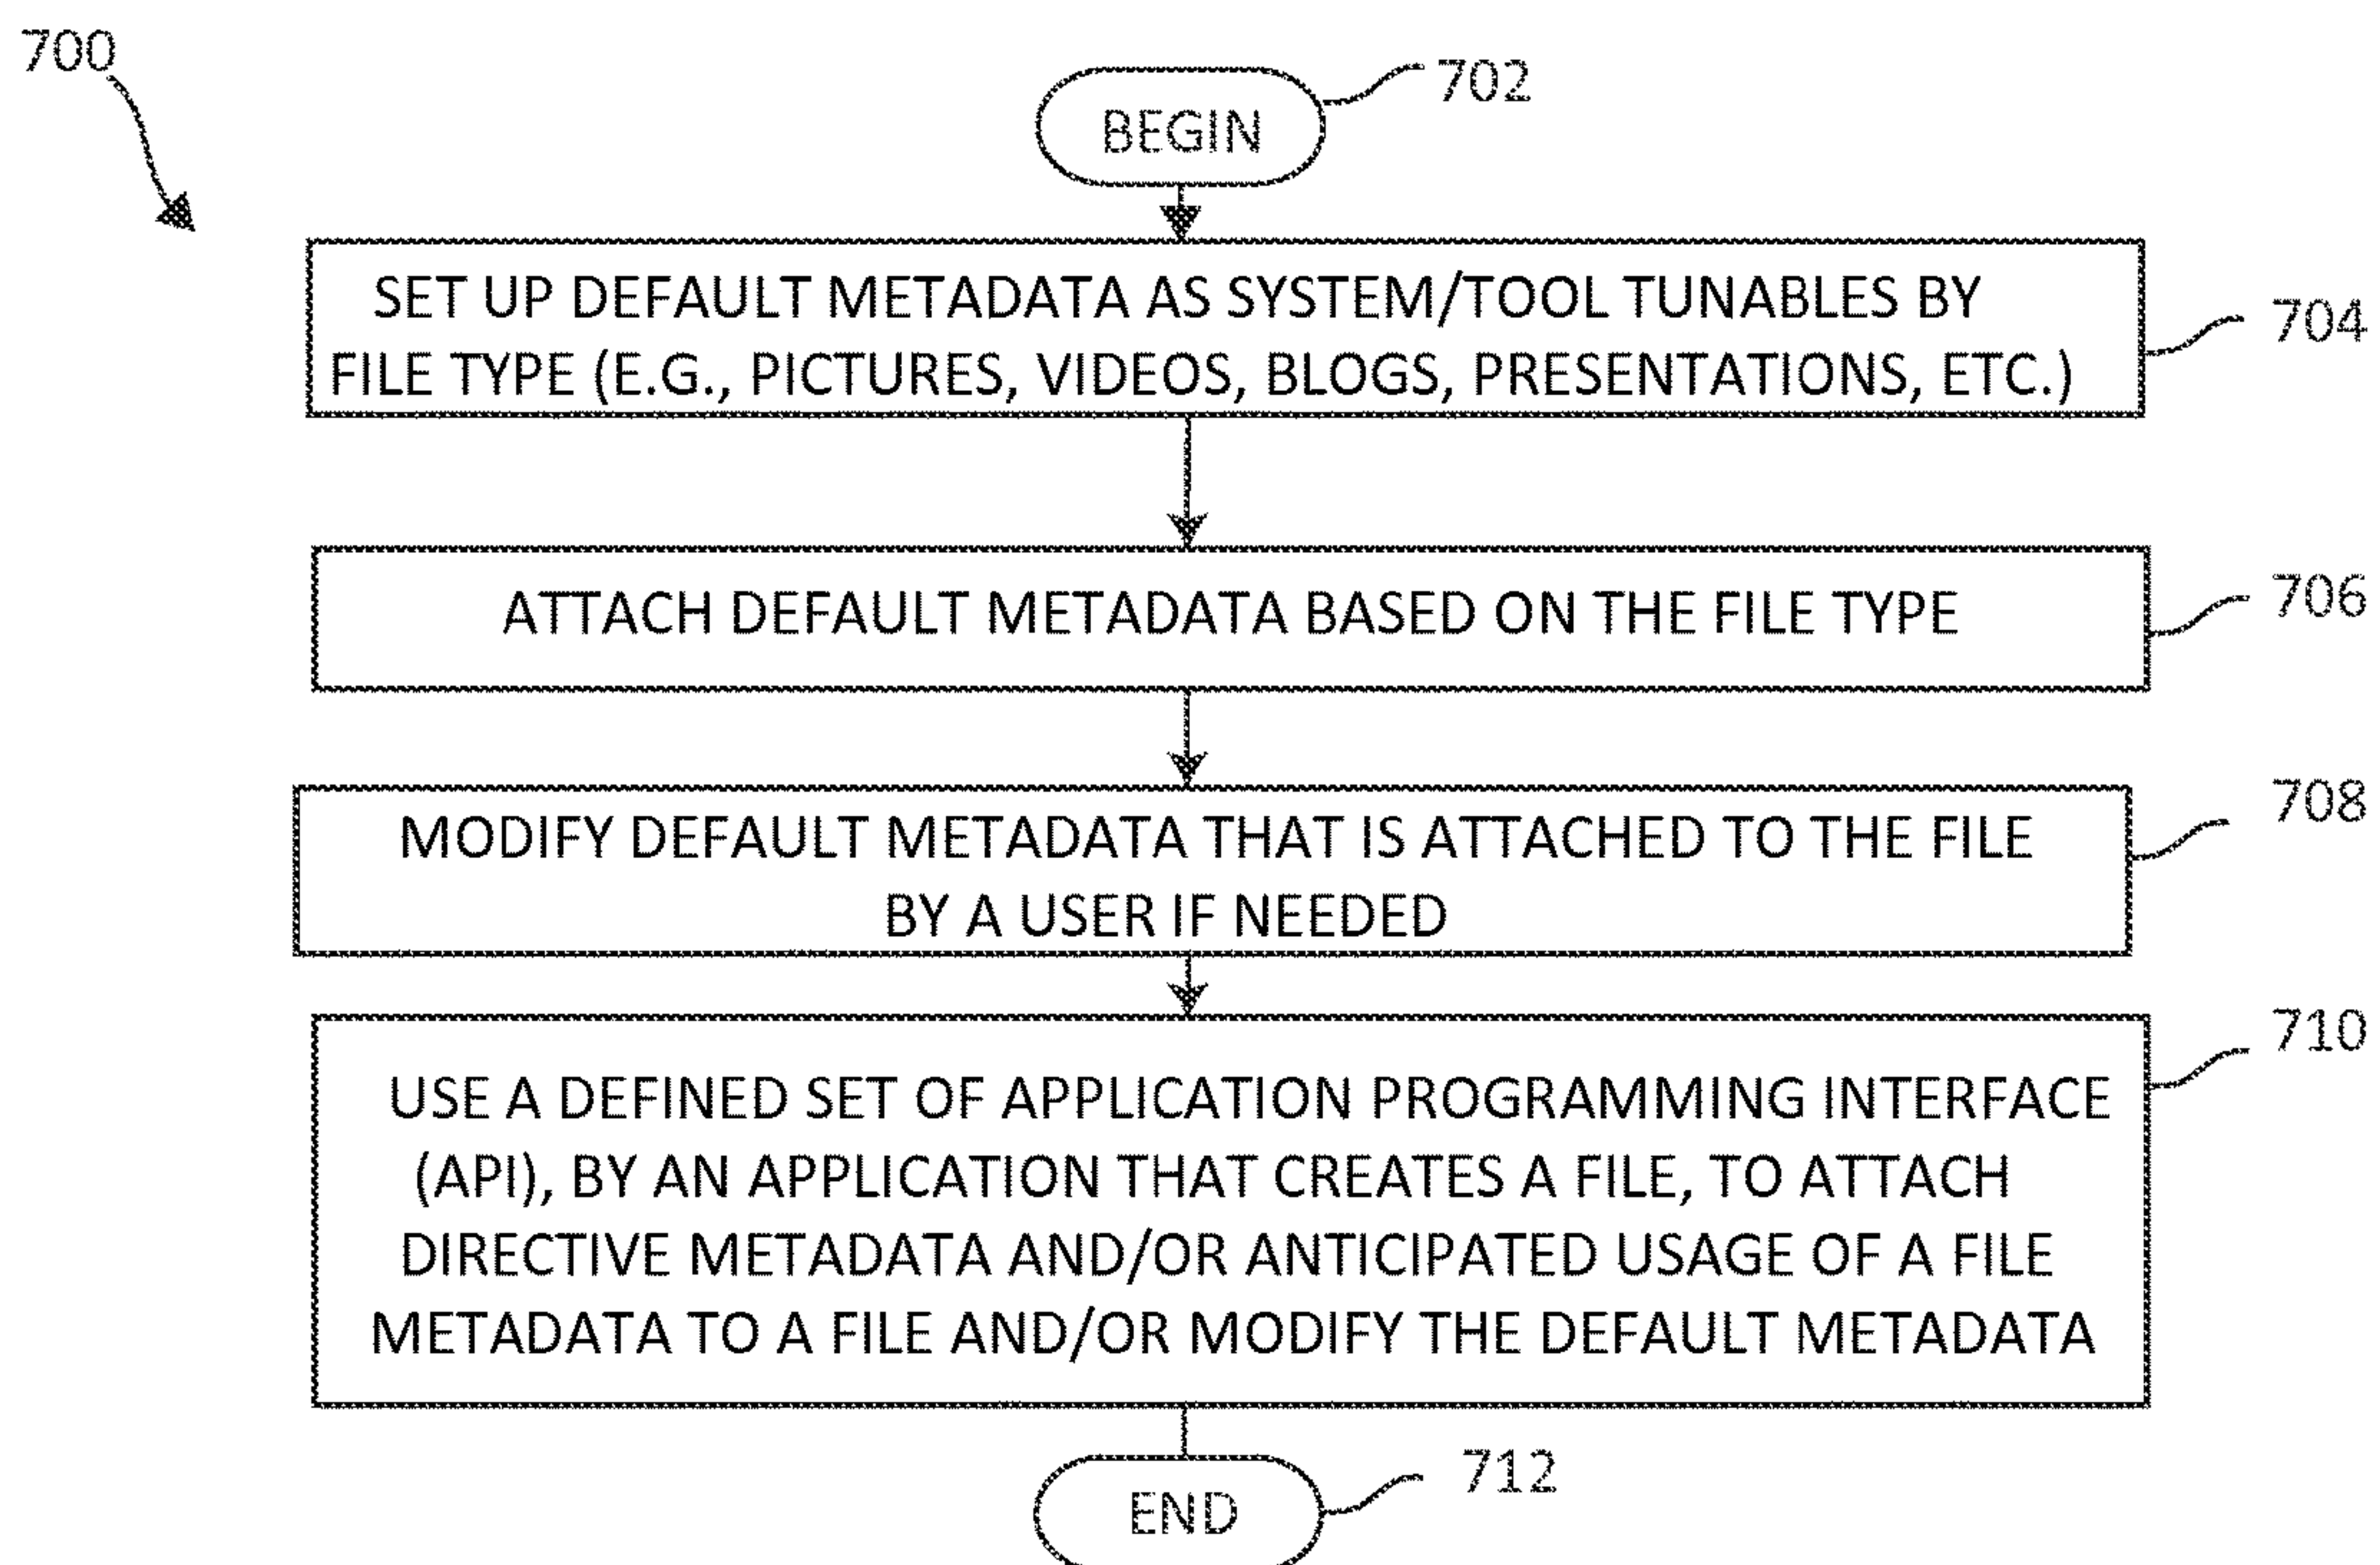 700
702
BEGIN
SET UP DEFAULT METADATA AS SYSTEM/TOOL TUNABLES BY
FILE TYPE (E.G., PICTURES, VIDEOS, BLOGS, PRESENTATIONS, ETC.)
704
ATTACH DEFAULT METADATA BASED ON THE FILE TYPE
706
MODIFY DEFAULT METADATA THAT IS ATTACHED TO THE FILE
BY A USER IF NEEDED
708
USE A DEFINED SET OF APPLICATION PROGRAMMING INTERFACE
(API), BY AN APPLICATION THAT CREATES A FILE, TO ATTACH
DIRECTIVE METADATA AND/OR ANTICIPATED USAGE OF A FILE
METADATA TO A FILE AND/OR MODIFY THE DEFAULT METADATA
710
END
712